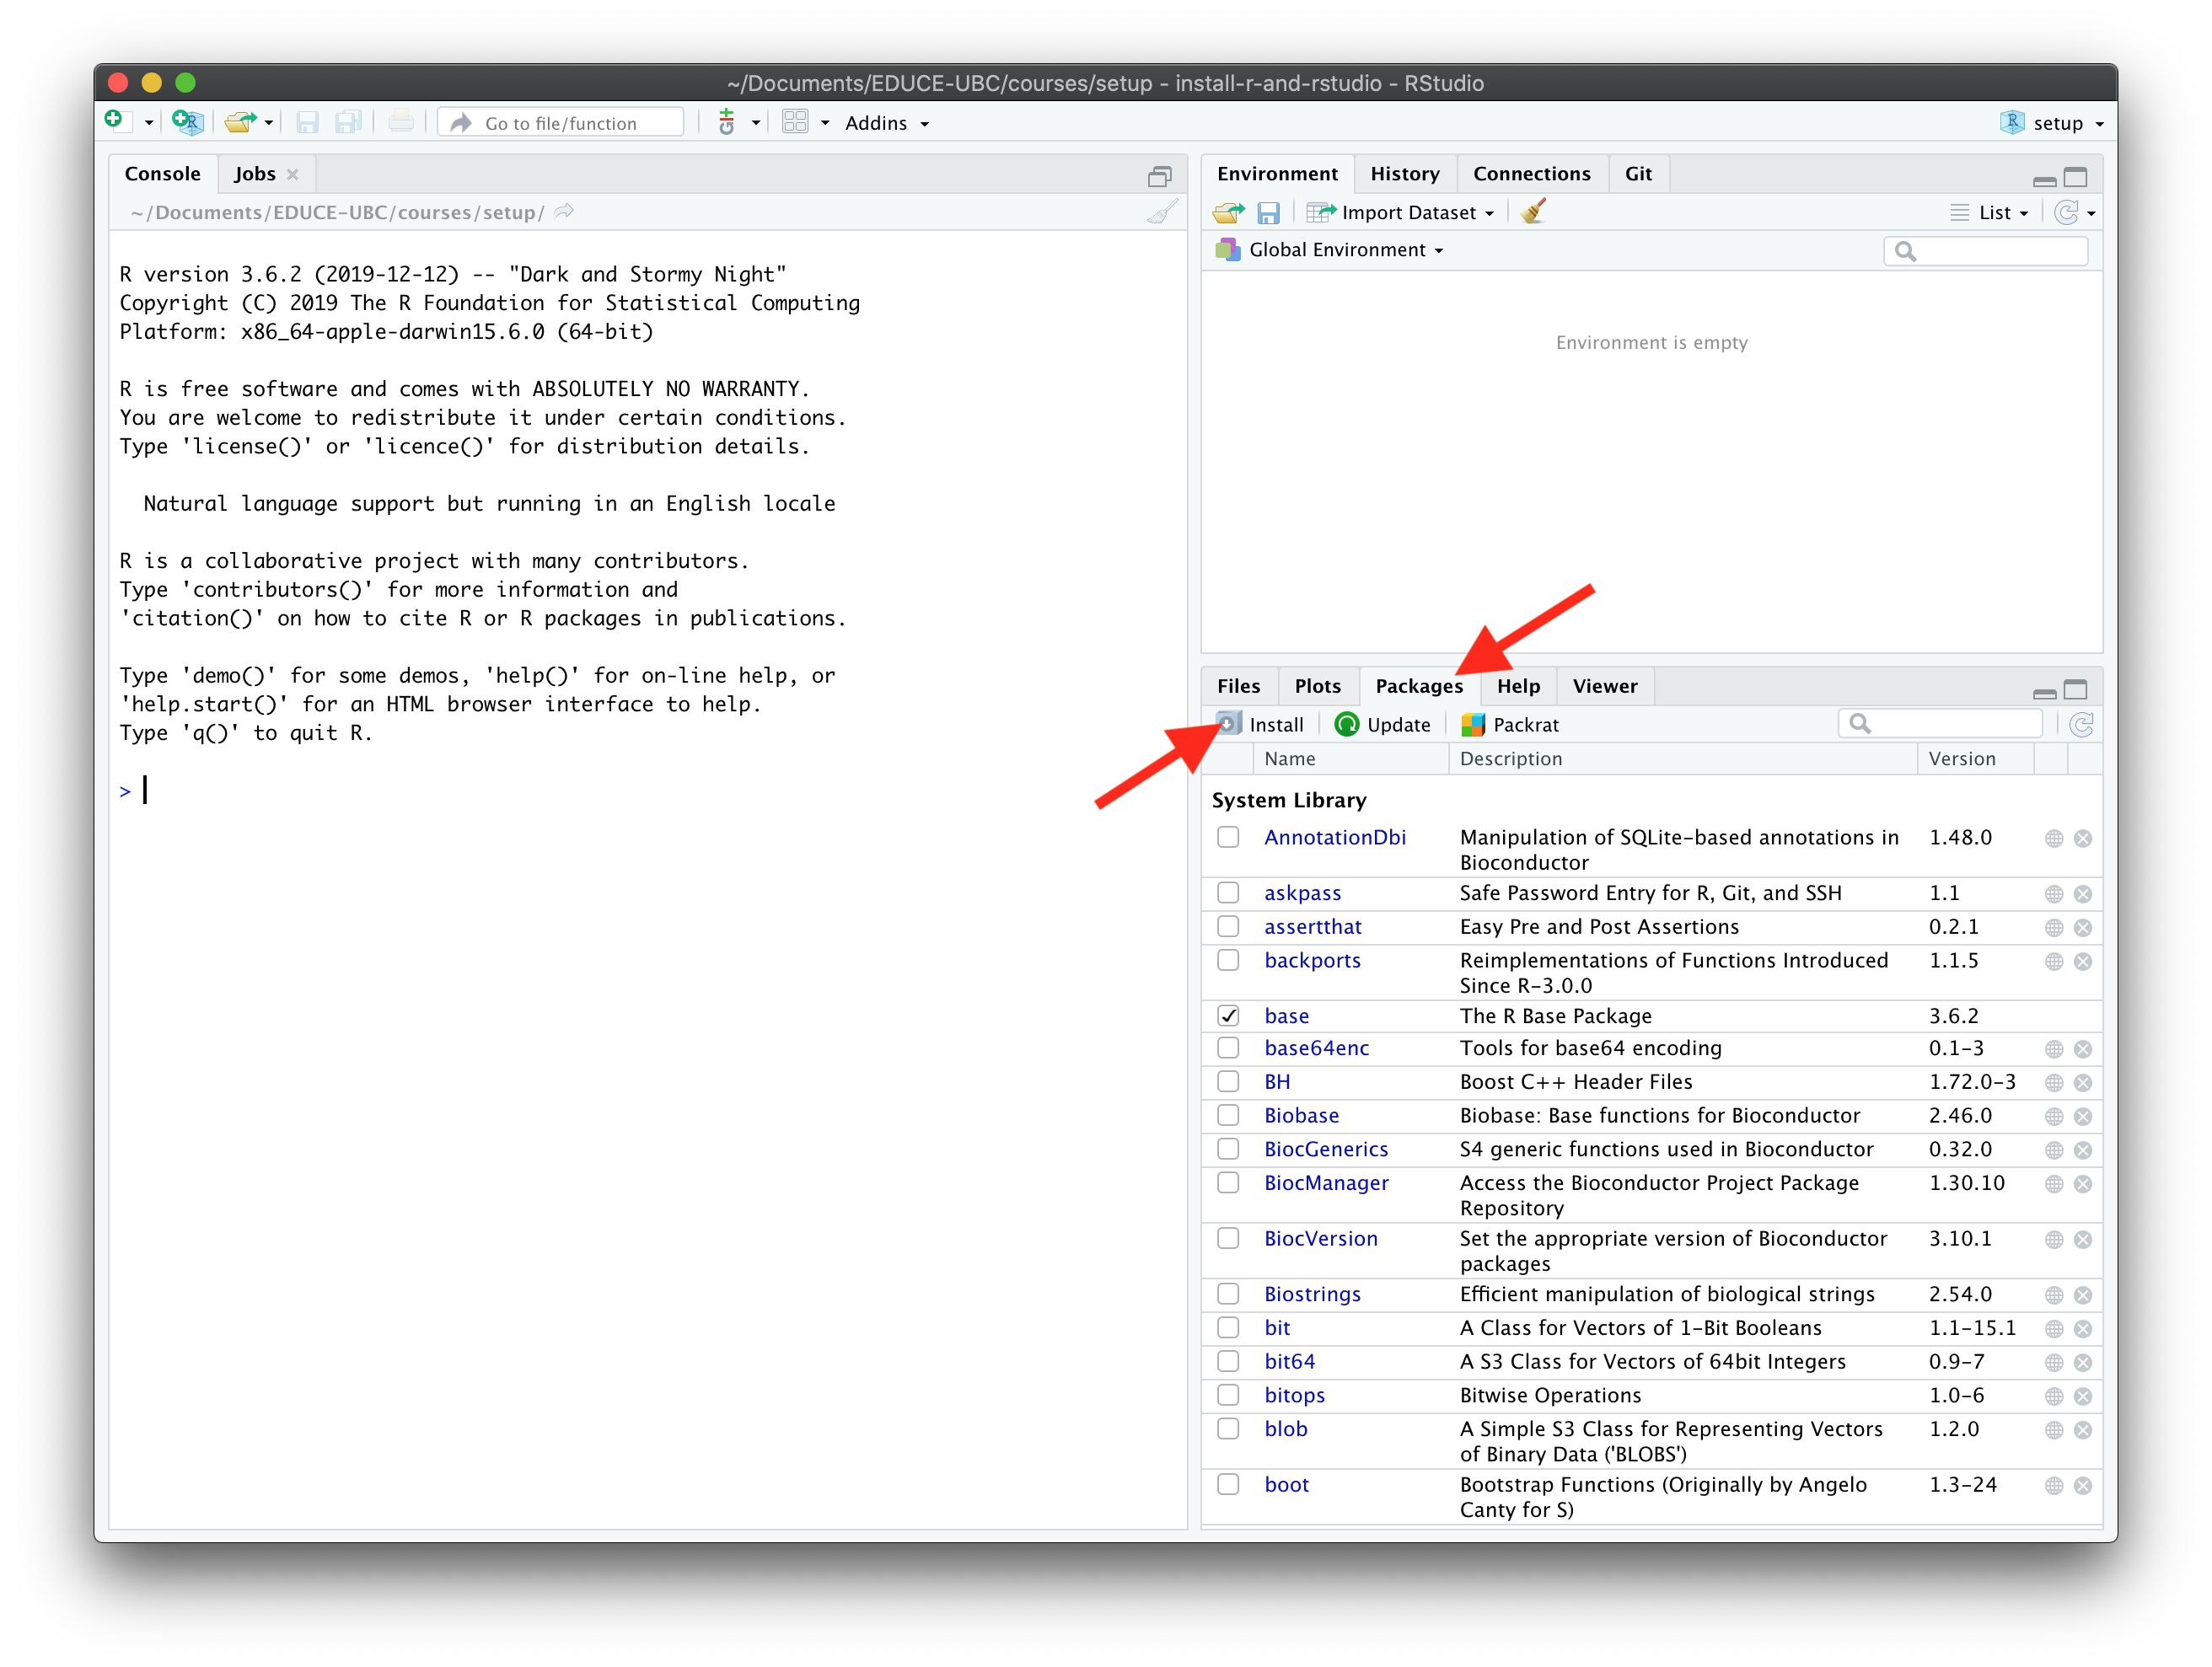 ~/Documents/EDUCE-UBC/courses/setup - install-r-and-rstudio - RStudio
Go to file/function
Addins
setup
Console
Jobs
~/Documents/EDUCE-UBC/courses/setup/
R version 3.6.2 (2019-12-12) -- "Dark and Stormy Night"
Copyright (C) 2019 The R Foundation for Statistical Computing
Platform: x86_64-apple-darwin15.6.0 (64-bit)
R is free software and comes with ABSOLUTELY NO WARRANTY.
You are welcome to redistribute it under certain conditions.
Type 'license()' or 'licence()' for distribution details.
Natural language support but running in an English locale
R is a collaborative project with many contributors.
Type 'contributors()' for more information and
'citation()' on how to cite R or R packages in publications.
Type 'demo()' for some demos, 'help()' for on-line help, or
'help.start()' for an HTML browser interface to help.
Type 'q()' to quit R.
>
Environment History Connections Git
Import Dataset
List
Global Environment
Environment is empty
Files Plots Packages Help Viewer
Install Update Packrat
Name Description Version
System Library
AnnotationDbi Manipulation of SQLite-based annotations in 1.48.0
Bioconductor
askpass Safe Password Entry for R, Git, and SSH 1.1
assertthat Easy Pre and Post Assertions 0.2.1
backports Reimplementations of Functions Introduced 1.1.5
Since R-3.0.0
base The R Base Package 3.6.2
base64enc Tools for base64 encoding 0.1-3
BH Boost C++ Header Files 1.72.0-3
Biobase Biobase: Base functions for Bioconductor 2.46.0
BiocGenerics S4 generic functions used in Bioconductor 0.32.0
BiocManager Access the Bioconductor Project Package 1.30.10
Repository
BiocVersion Set the appropriate version of Bioconductor 3.10.1
packages
Biostrings Efficient manipulation of biological strings 2.54.0
bit A Class for Vectors of 1-Bit Booleans 1.1-15.1
bit64 A S3 Class for Vectors of 64bit Integers 0.9-7
bitops Bitwise Operations 1.0-6
blob A Simple S3 Class for Representing Vectors 1.2.0
of Binary Data ('BLOBS')
boot Bootstrap Functions (Originally by Angelo 1.3-24
Canty for S)